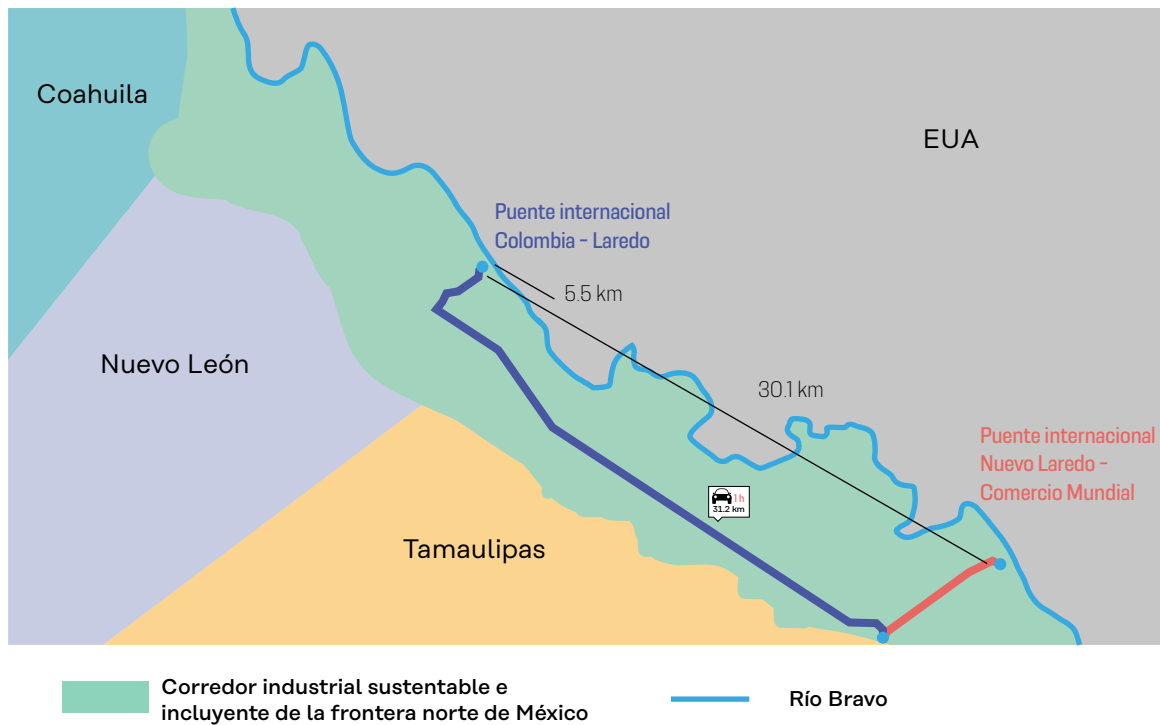 Coahuila
EUA
Puente internacional
Colombia - Laredo
5.5 km
Nuevo León
30.1 km
Puente internacional
Nuevo Laredo -
Comercio Mundial
1h
31.2 km
Tamaulipas
Corredor industrial sustentable e
incluyente de la frontera norte de México
Río Bravo